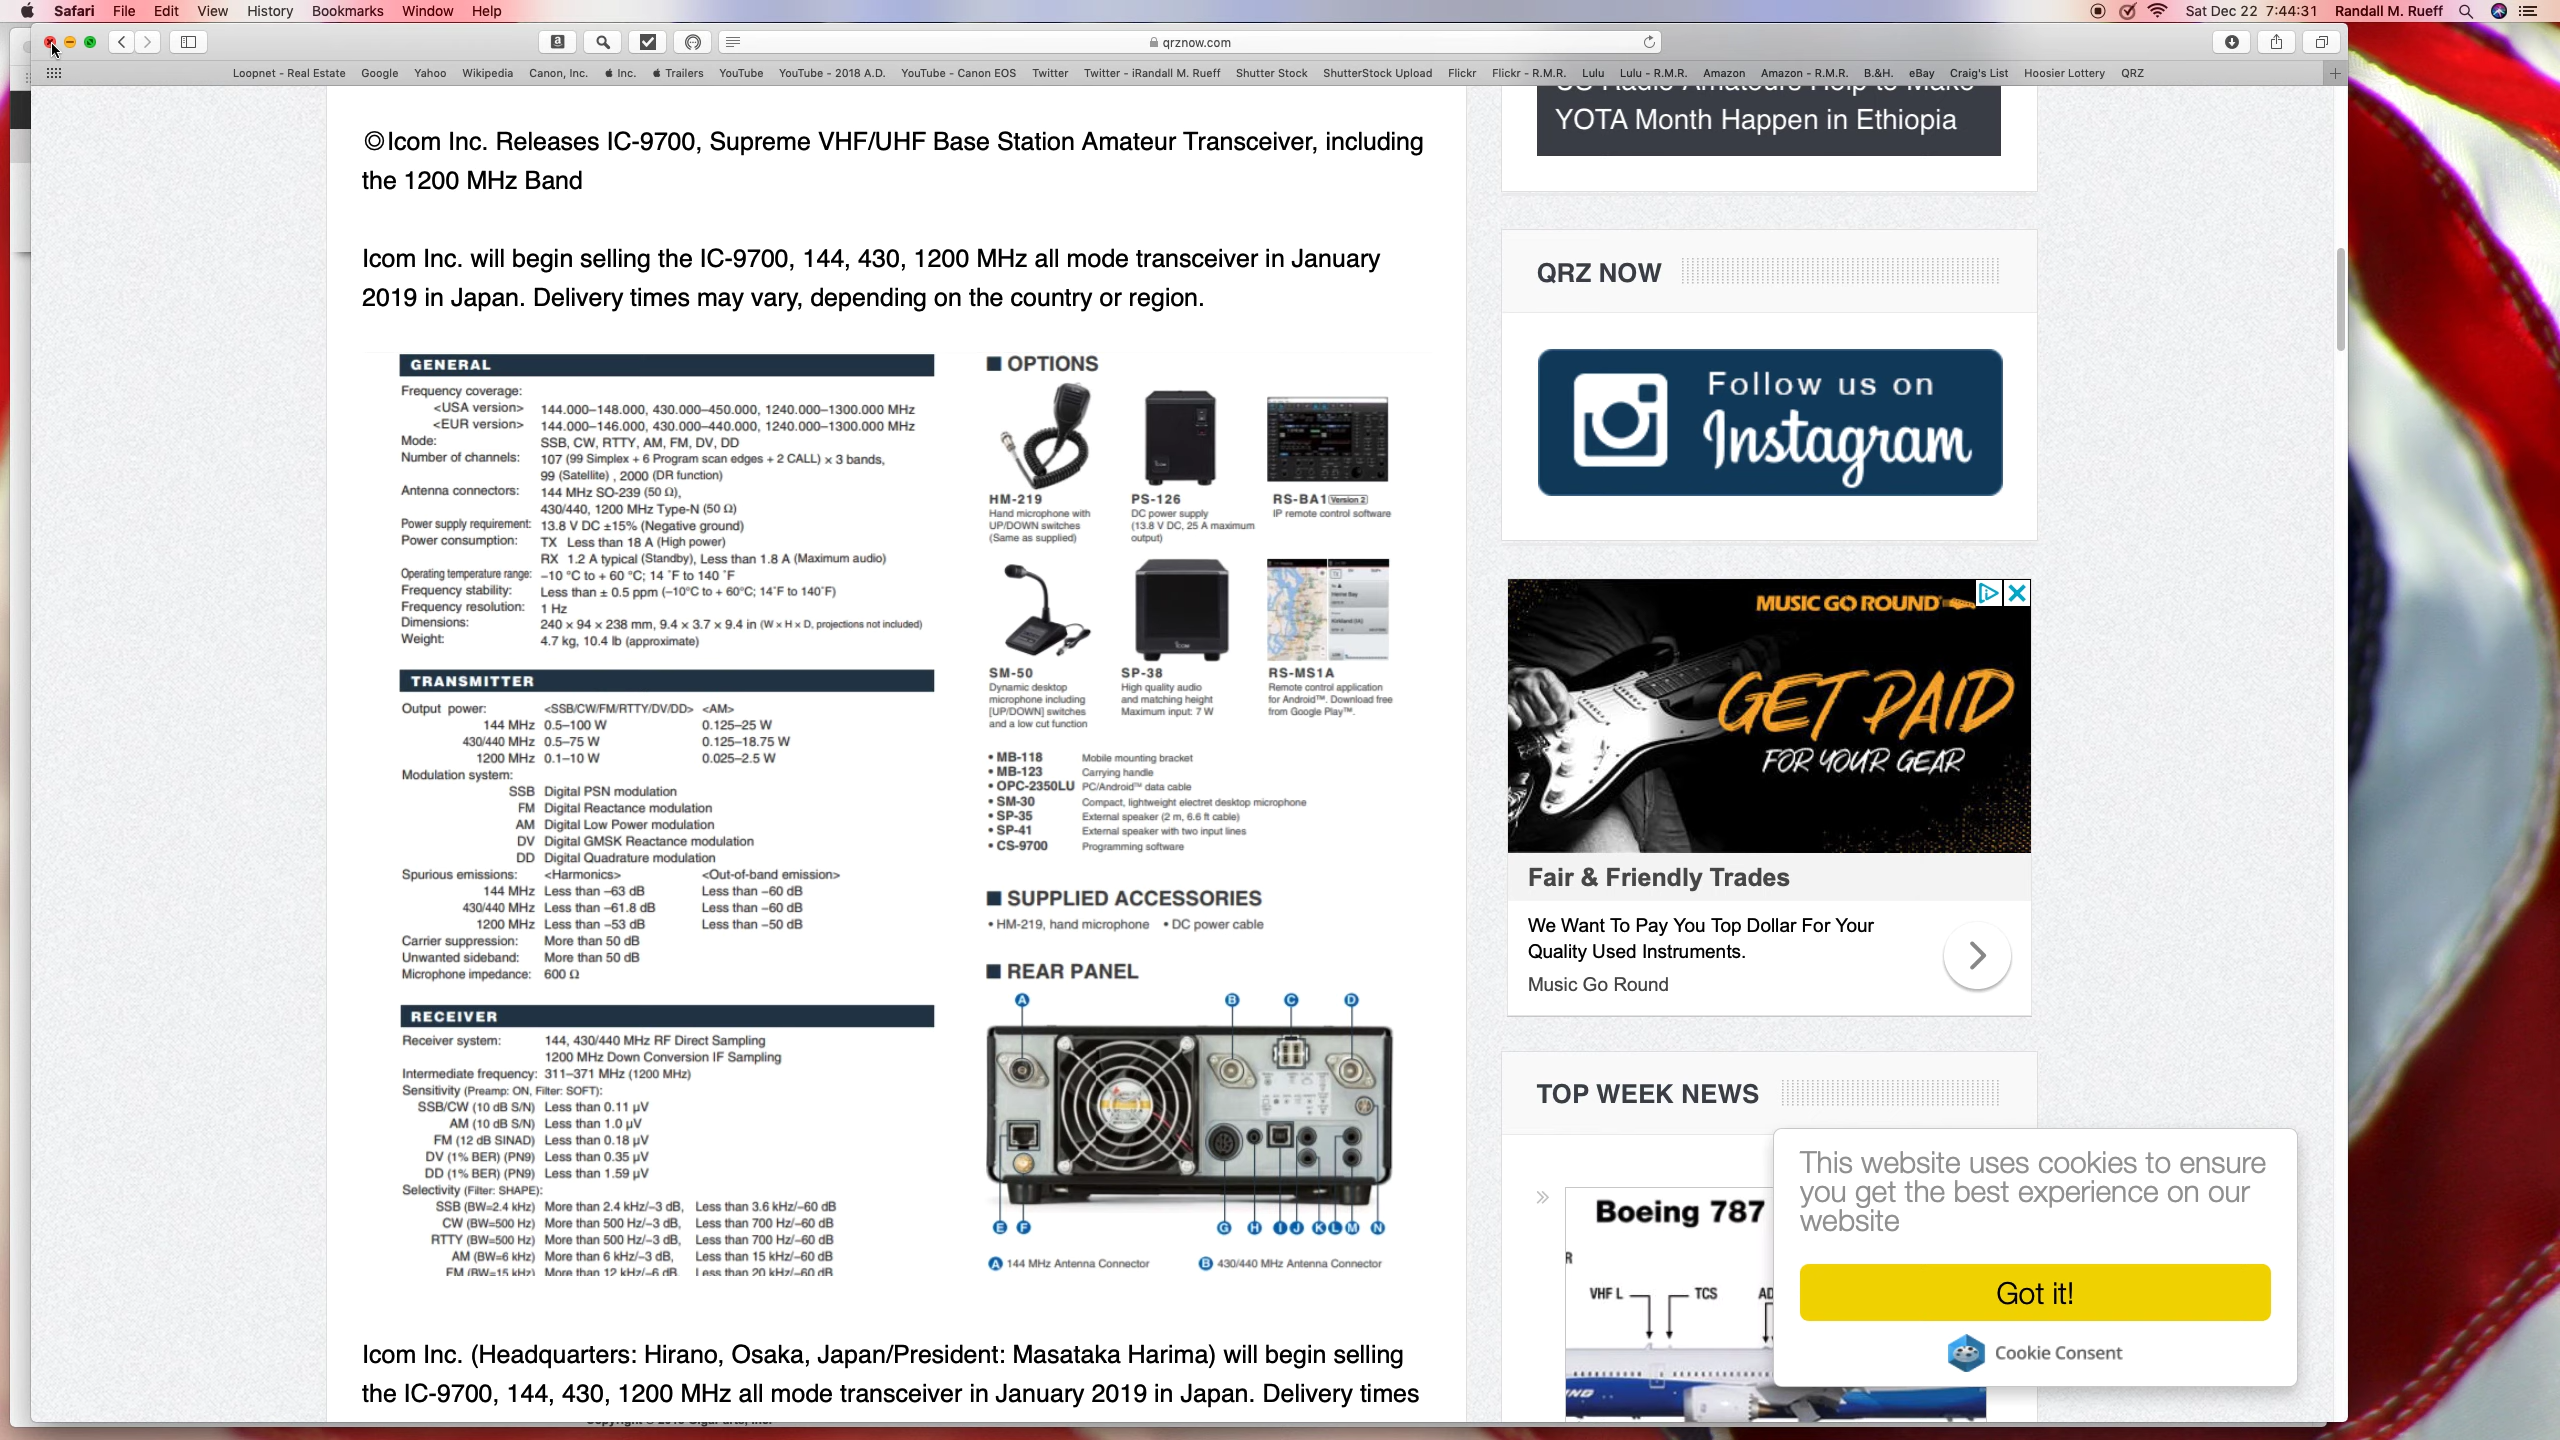 Safari File Edit View History Bookmarks Window Help
Sat Dec 22 7:44:31 Randall M. Rueff
qrznow.com
Loopnet - Real Estate Google Yahoo Wikipedia Canon, Inc. Inc. Trailers YouTube YouTube - 2018 A.D. YouTube - Canon EOS Twitter Twitter - iRandall M. Rueff Shutter Stock ShutterStock Upload Flickr Flickr - R.M.R. Lulu Lulu - R.M.R. Amazon Amazon - R.M.R. B.&H. eBay Craig's List Hoosier Lottery QRZ
◎Icom Inc. Releases IC-9700, Supreme VHF/UHF Base Station Amateur Transceiver, including
the 1200 MHz Band
Icom Inc. will begin selling the IC-9700, 144, 430, 1200 MHz all mode transceiver in January
2019 in Japan. Delivery times may vary, depending on the country or region.
GENERAL
Frequency coverage:
<USA version> 144.000–148.000, 430.000–450.000, 1240.000–1300.000 MHz
<EUR version> 144.000–146.000, 430.000–440.000, 1240.000–1300.000 MHz
Mode: SSB, CW, RTTY, AM, FM, DV, DD
Number of channels: 107 (99 Simplex + 6 Program scan edges + 2 CALL) × 3 bands,
99 (Satellite) , 2000 (DR function)
Antenna connectors: 144 MHz SO-239 (50 Ω),
430/440, 1200 MHz Type-N (50 Ω)
Power supply requirement: 13.8 V DC ±15% (Negative ground)
Power consumption: TX Less than 18 A (High power)
RX 1.2 A typical (Standby), Less than 1.8 A (Maximum audio)
Operating temperature range: –10 °C to + 60 °C; 14 ˚F to 140 ˚F
Frequency stability: Less than ± 0.5 ppm (–10°C to + 60°C; 14˚F to 140˚F)
Frequency resolution: 1 Hz
Dimensions: 240 × 94 × 238 mm, 9.4 × 3.7 × 9.4 in (W × H × D, projections not included)
Weight: 4.7 kg, 10.4 lb (approximate)
TRANSMITTER
Output power: <SSB/CW/FM/RTTY/DV/DD> <AM>
144 MHz 0.5–100 W 0.125–25 W
430/440 MHz 0.5–75 W 0.125–18.75 W
1200 MHz 0.1–10 W 0.025–2.5 W
Modulation system:
SSB Digital PSN modulation
FM Digital Reactance modulation
AM Digital Low Power modulation
DV Digital GMSK Reactance modulation
DD Digital Quadrature modulation
Spurious emissions: <Harmonics> <Out-of-band emission>
144 MHz Less than –63 dB Less than –60 dB
430/440 MHz Less than –61.8 dB Less than –60 dB
1200 MHz Less than –53 dB Less than –50 dB
Carrier suppression: More than 50 dB
Unwanted sideband: More than 50 dB
Microphone impedance: 600 Ω
RECEIVER
Receiver system: 144, 430/440 MHz RF Direct Sampling
1200 MHz Down Conversion IF Sampling
Intermediate frequency: 311–371 MHz (1200 MHz)
Sensitivity (Preamp: ON, Filter: SOFT):
SSB/CW (10 dB S/N) Less than 0.11 μV
AM (10 dB S/N) Less than 1.0 μV
FM (12 dB SINAD) Less than 0.18 μV
DV (1% BER) (PN9) Less than 0.35 μV
DD (1% BER) (PN9) Less than 1.59 μV
Selectivity (Filter: SHAPE):
SSB (BW=2.4 kHz) More than 2.4 kHz/–3 dB, Less than 3.6 kHz/–60 dB
CW (BW=500 Hz) More than 500 Hz/–3 dB, Less than 700 Hz/–60 dB
RTTY (BW=500 Hz) More than 500 Hz/–3 dB, Less than 700 Hz/–60 dB
AM (BW=6 kHz) More than 6 kHz/–3 dB, Less than 15 kHz/–60 dB
FM (BW=15 kHz) More than 12 kHz/–6 dB, Less than 20 kHz/–60 dB
■ OPTIONS
HM-219
Hand microphone with
UP/DOWN switches
(Same as supplied)
PS-126
DC power supply
(13.8 V DC, 25 A maximum
output)
RS-BA1 Version 2
IP remote control software
SM-50
Dynamic desktop
microphone including
[UP/DOWN] switches
and a low cut function
SP-38
High quality audio
and matching height
Maximum input: 7 W
RS-MS1A
Remote control application
for Android™. Download free
from Google Play™.
• MB-118 Mobile mounting bracket
• MB-123 Carrying handle
• OPC-2350LU PC/Android™ data cable
• SM-30 Compact, lightweight electret desktop microphone
• SP-35 External speaker (2 m, 6.6 ft cable)
• SP-41 External speaker with two input lines
• CS-9700 Programming software
■ SUPPLIED ACCESSORIES
• HM-219, hand microphone • DC power cable
■ REAR PANEL
A B C D
E F G H I J K L M N
A 144 MHz Antenna Connector B 430/440 MHz Antenna Connector
Icom Inc. (Headquarters: Hirano, Osaka, Japan/President: Masataka Harima) will begin selling
the IC-9700, 144, 430, 1200 MHz all mode transceiver in January 2019 in Japan. Delivery times
US Radio Amateurs Help to Make
YOTA Month Happen in Ethiopia
QRZ NOW
Follow us on
Instagram
MUSIC GO ROUND
GET PAID
FOR YOUR GEAR
Fair & Friendly Trades
We Want To Pay You Top Dollar For Your
Quality Used Instruments.
Music Go Round
TOP WEEK NEWS
Boeing 787
VHF L TCS
This website uses cookies to ensure
you get the best experience on our
website
Got it!
Cookie Consent